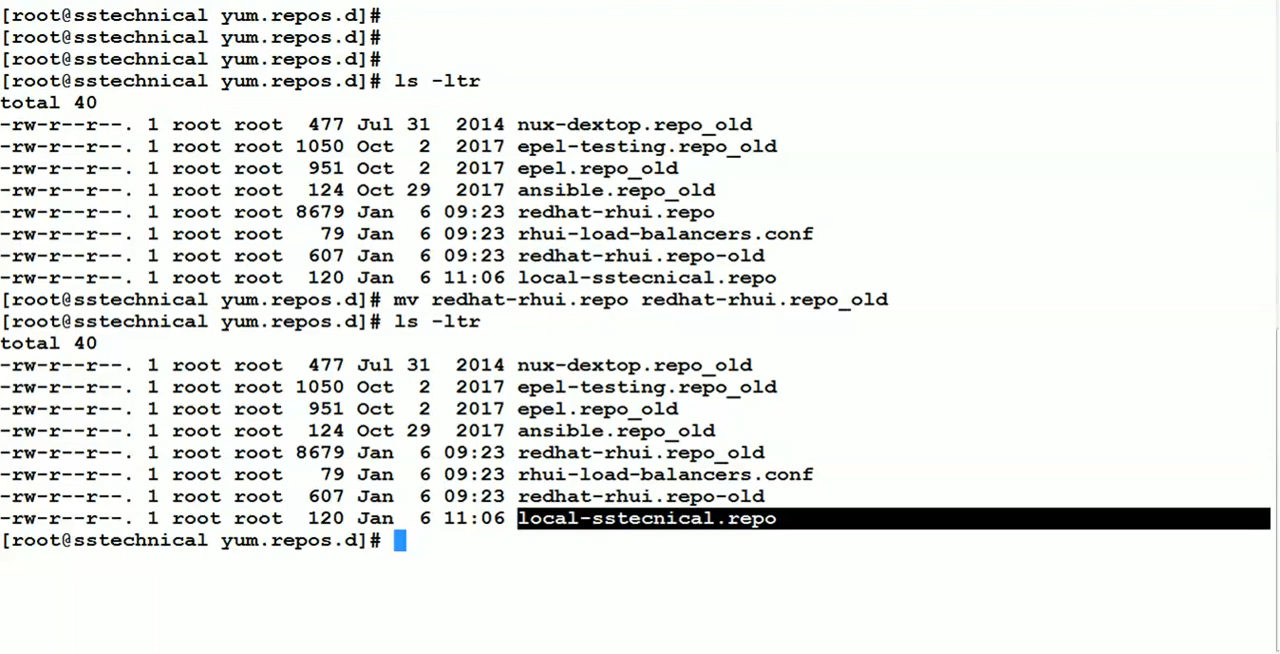 [root@sstechnical yum.repos.d]#
[root@sstechnical yum.repos.d]#
[root@sstechnical yum.repos.d]#
[root@sstechnical yum.repos.d]# ls -ltr
total 40
-rw-r--r--. 1 root root  477 Jul 31  2014 nux-dextop.repo_old
-rw-r--r--. 1 root root 1050 Oct  2  2017 epel-testing.repo_old
-rw-r--r--. 1 root root  951 Oct  2  2017 epel.repo_old
-rw-r--r--. 1 root root  124 Oct 29  2017 ansible.repo_old
-rw-r--r--. 1 root root 8679 Jan  6 09:23 redhat-rhui.repo
-rw-r--r--. 1 root root   79 Jan  6 09:23 rhui-load-balancers.conf
-rw-r--r--. 1 root root  607 Jan  6 09:23 redhat-rhui.repo-old
-rw-r--r--. 1 root root  120 Jan  6 11:06 local-sstecnical.repo
[root@sstechnical yum.repos.d]# mv redhat-rhui.repo redhat-rhui.repo_old
[root@sstechnical yum.repos.d]# ls -ltr
total 40
-rw-r--r--. 1 root root  477 Jul 31  2014 nux-dextop.repo_old
-rw-r--r--. 1 root root 1050 Oct  2  2017 epel-testing.repo_old
-rw-r--r--. 1 root root  951 Oct  2  2017 epel.repo_old
-rw-r--r--. 1 root root  124 Oct 29  2017 ansible.repo_old
-rw-r--r--. 1 root root 8679 Jan  6 09:23 redhat-rhui.repo_old
-rw-r--r--. 1 root root   79 Jan  6 09:23 rhui-load-balancers.conf
-rw-r--r--. 1 root root  607 Jan  6 09:23 redhat-rhui.repo-old
-rw-r--r--. 1 root root  120 Jan  6 11:06 local-sstecnical.repo
[root@sstechnical yum.repos.d]#